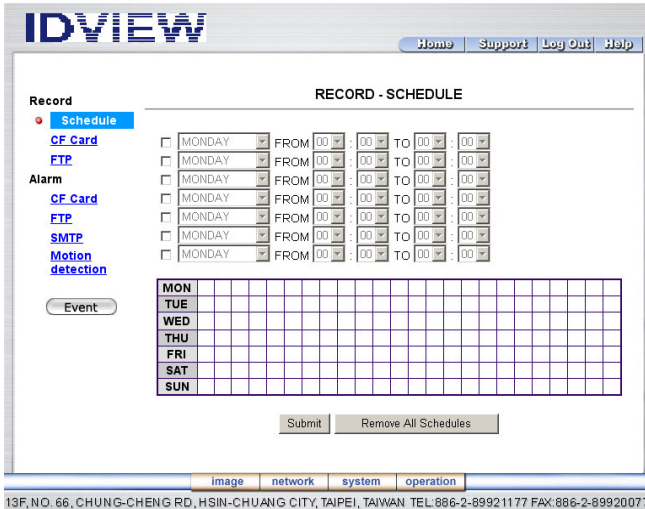 IDVIEW
Home Support Log Out Help
RECORD - SCHEDULE
Record
Schedule
CF Card
FTP
Alarm
CF Card
FTP
SMTP
Motion
detection
Event
MONDAY FROM 00 : 00 TO 00 : 00
MONDAY FROM 00 : 00 TO 00 : 00
MONDAY FROM 00 : 00 TO 00 : 00
MONDAY FROM 00 : 00 TO 00 : 00
MONDAY FROM 00 : 00 TO 00 : 00
MONDAY FROM 00 : 00 TO 00 : 00
MONDAY FROM 00 : 00 TO 00 : 00
MON
TUE
WED
THU
FRI
SAT
SUN
Submit Remove All Schedules
image network system operation
13F, NO. 66, CHUNG-CHENG RD, HSIN-CHUANG CITY, TAIPEI, TAIWAN TEL:886-2-89921177 FAX:886-2-89920077